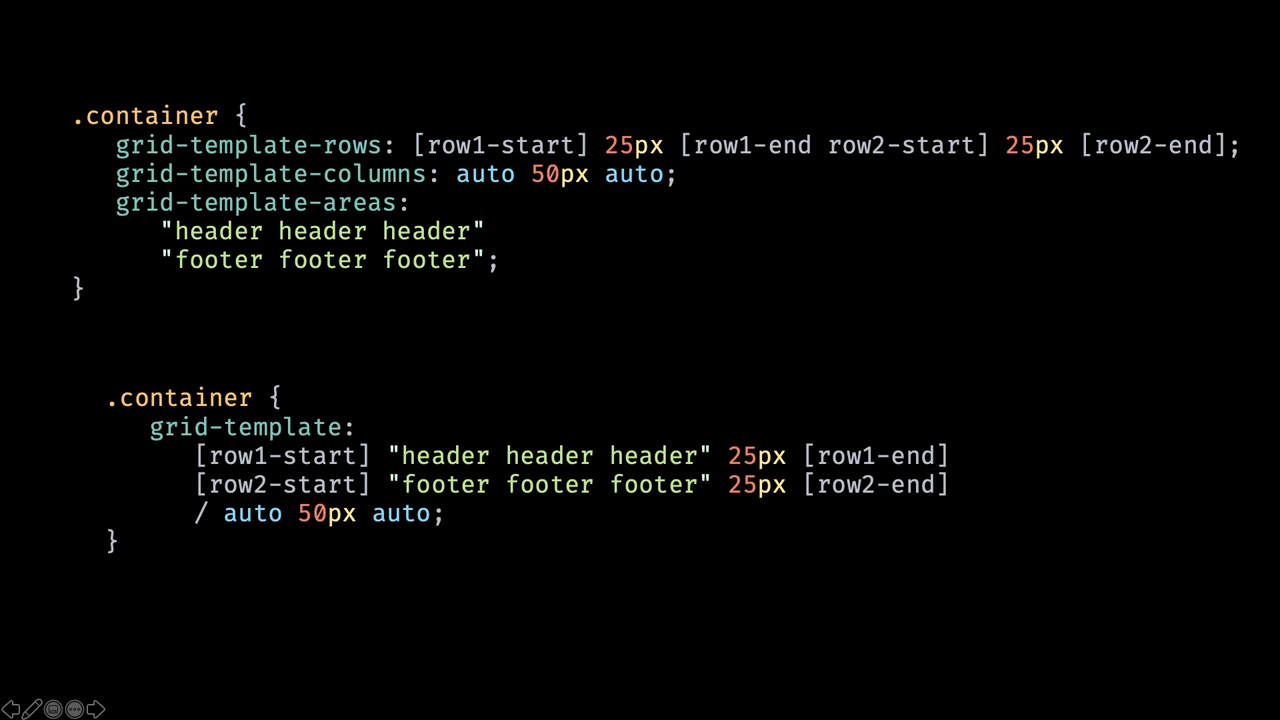 .container {
grid-template-rows: [row1-start] 25px [row1-end row2-start] 25px [row2-end];
grid-template-columns: auto 50px auto;
grid-template-areas:
"header header header"
"footer footer footer";
}
.container {
grid-template:
[row1-start] "header header header" 25px [row1-end]
[row2-start] "footer footer footer" 25px [row2-end]
/ auto 50px auto;
}